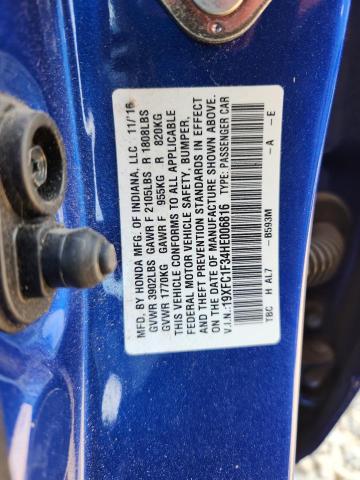 MFD. BY HONDA MFG. OF INDIANA, LLC 11/16
GVWR 3902LBS GAWR F 2105LBS R 1808LBS
GVWR 1770KG GAWR F 955KG R 820KG
THIS VEHICLE CONFORMS TO ALL APPLICABLE
FEDERAL MOTOR VEHICLE SAFETY, BUMPER,
AND THEFT PREVENTION STANDARDS IN EFFECT
ON THE DATE OF MANUFACTURE SHOWN ABOVE.
V.I.N.:19XFC1F34HE006816 TYPE: PASSENGER CAR
TBC H AL7 -B593M -A -E